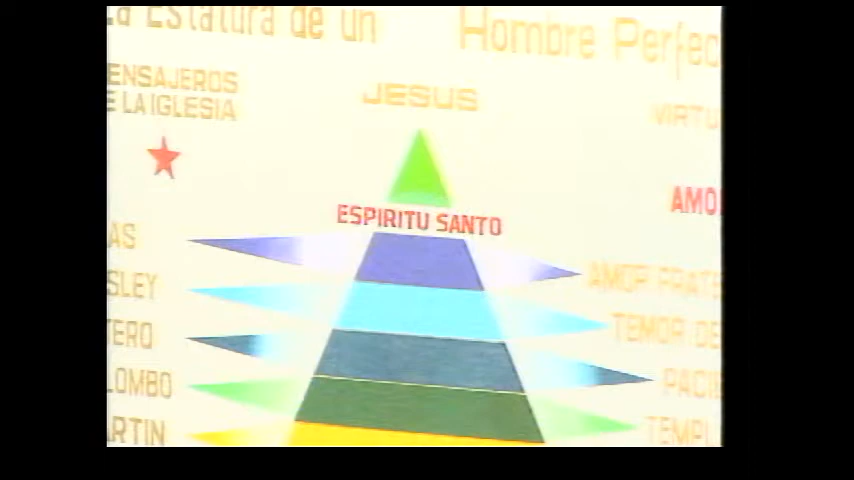 La Estatura de un Hombre Perfec
ENSAJEROS
E LA IGLESIA
JESUS
VIRTU
AMO
ESPIRITU SANTO
AS
AMOR FRATE
SLEY
TEMOR DE
TERO
PACIE
LOMBO
TEMPL
ARTIN